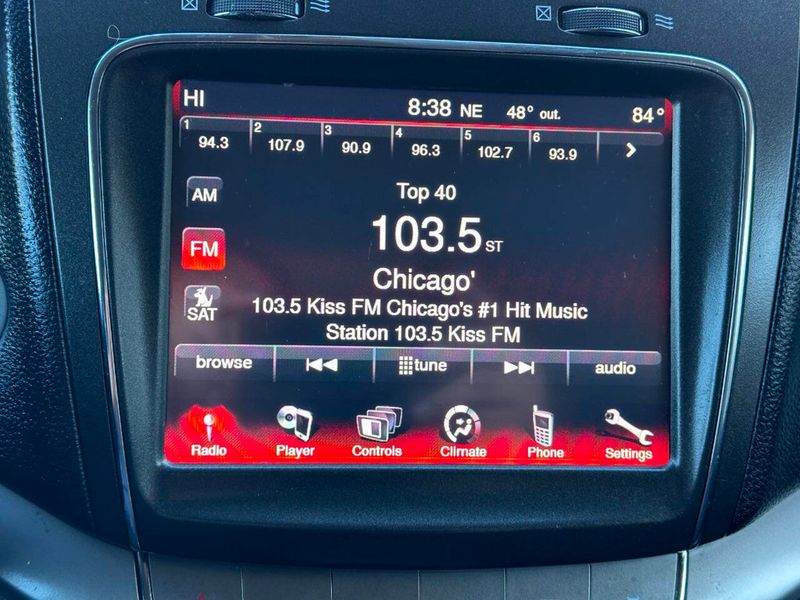 HI 8:38 NE 48° out. 84°
1 94.3 2 107.9 3 90.9 4 96.3 5 102.7 6 93.9
AM
Top 40
FM
103.5 ST
Chicago'
SAT
103.5 Kiss FM Chicago's #1 Hit Music
Station 103.5 Kiss FM
browse tune audio
Radio Player Controls Climate Phone Settings